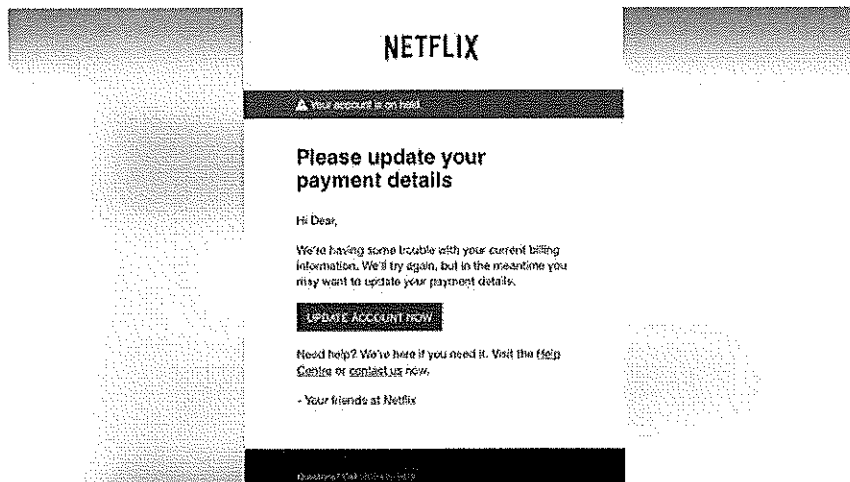 NETFLIX
Your account is on hold.
Please update your
payment details
Hi Dear,
We're having some trouble with your current billing
information. We'll try again, but in the meantime you
may want to update your payment details.
UPDATE ACCOUNT NOW
Need help? We're here if you need it. Visit the Help
Centre or contact us now.
- Your friends at Netflix
Questions? Call